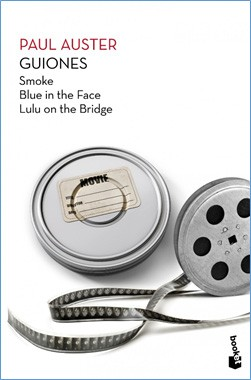 PAUL AUSTER
GUIONES
Smoke
Blue in the Face
Lulu on the Bridge
MOVIE
booket